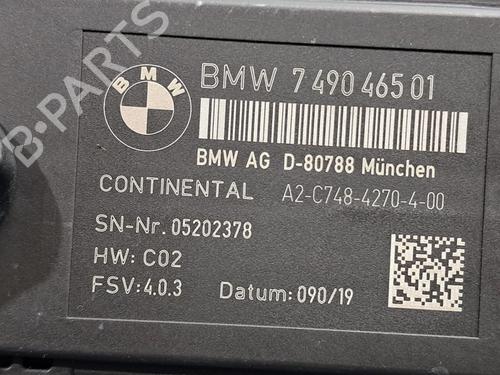 BMW
BMW 7 490 465 01
BMW AG D-80788 München
CONTINENTAL A2-C748-4270-4-00
SN-Nr. 05202378
HW: C02
FSV: 4.0.3 Datum: 090/19
B-PARTS